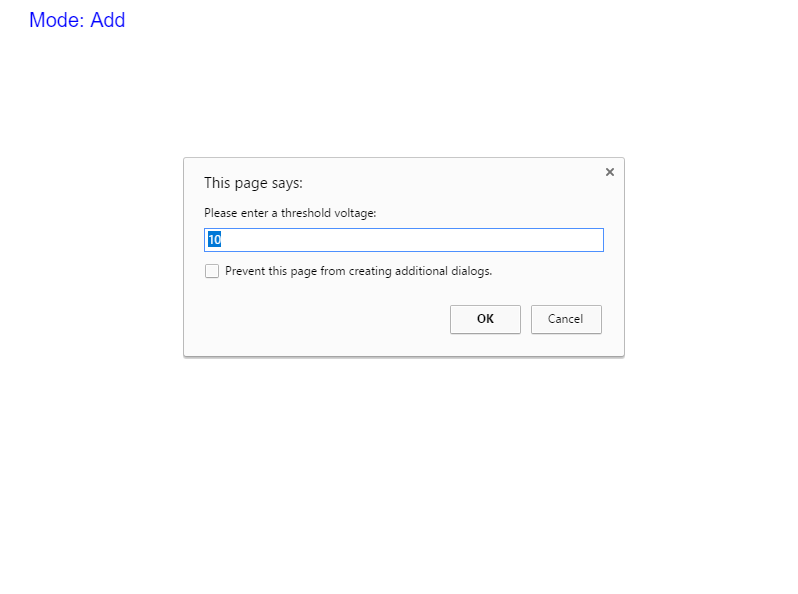 Mode: Add
This page says:
Please enter a threshold voltage:
10
Prevent this page from creating additional dialogs.
OK Cancel